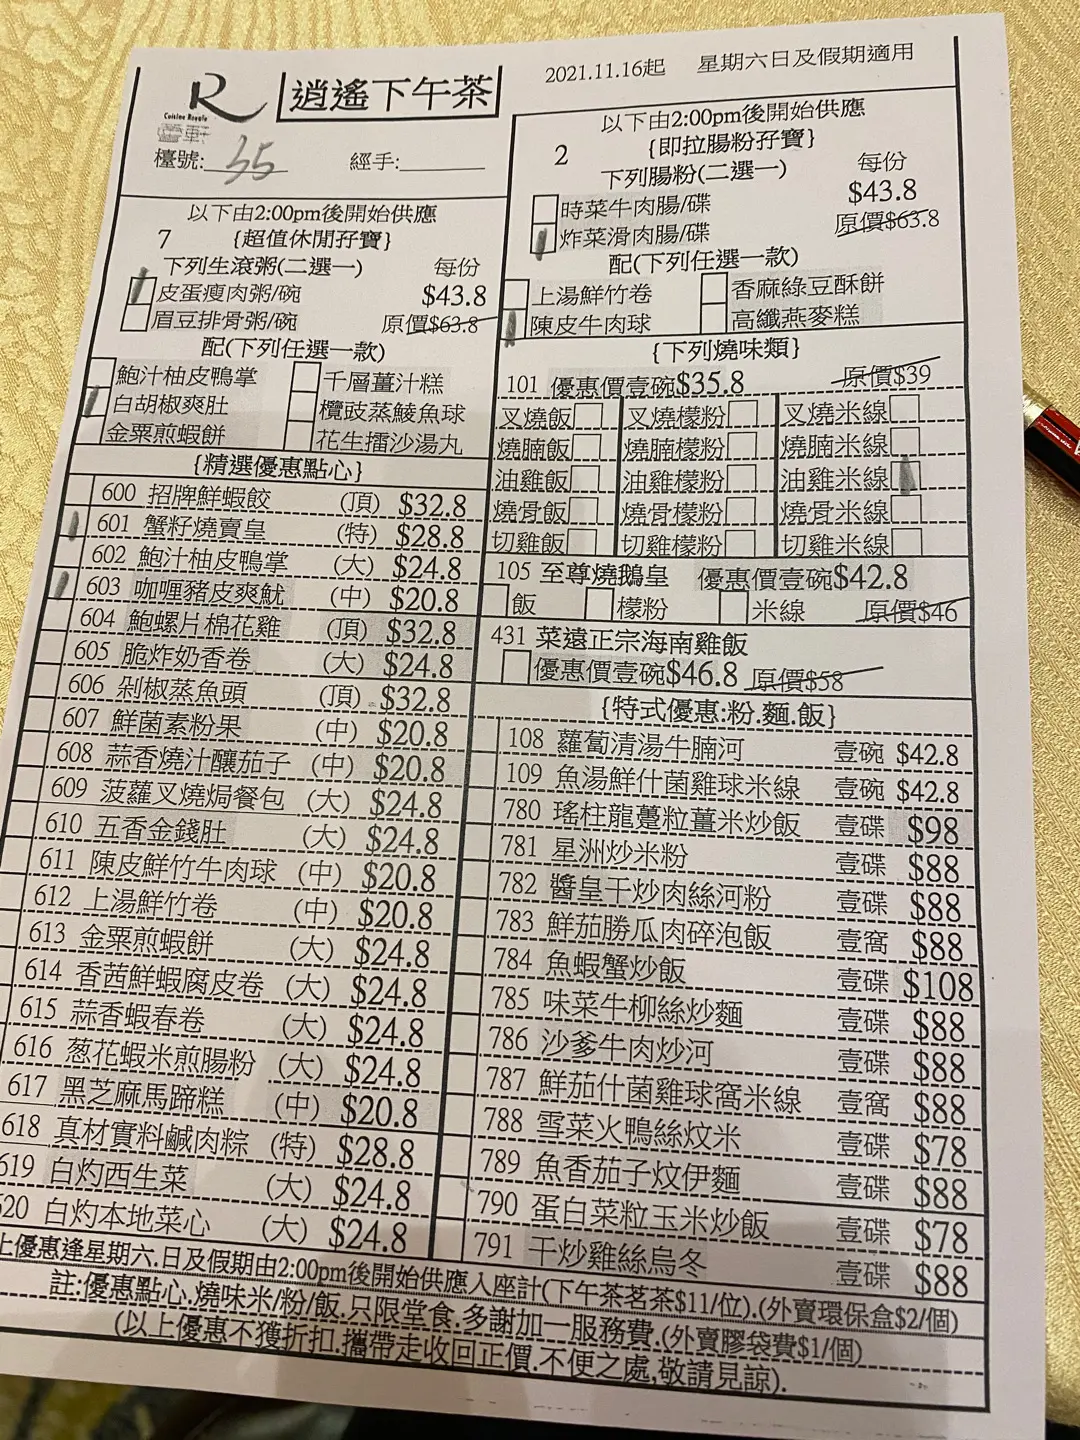 R
Cuisine Royale
逍遙下午茶
2021.11.16起 星期六日及假期適用
檯號: 35 經手:
以下由2:00pm後開始供應
7 {超值休閒孖寶}
下列生滾粥(二選一) 每份
皮蛋瘦肉粥/碗 $43.8
眉豆排骨粥/碗 原價$63.8
配(下列任選一款)
鮑汁柚皮鴨掌 千層薑汁糕
白胡椒爽肚 欖豉蒸鯪魚球
金粟煎蝦餅 花生擂沙湯丸
{精選優惠點心}
600 招牌鮮蝦餃 (頂) $32.8
601 蟹籽燒賣皇 (特) $28.8
602 鮑汁柚皮鴨掌 (大) $24.8
603 咖喱豬皮爽魷 (中) $20.8
604 鮑螺片棉花雞 (頂) $32.8
605 脆炸奶香卷 (大) $24.8
606 剁椒蒸魚頭 (頂) $32.8
607 鮮菌素粉果 (中) $20.8
608 蒜香燒汁釀茄子 (中) $20.8
609 菠蘿叉燒焗餐包 (大) $24.8
610 五香金錢肚 (大) $24.8
611 陳皮鮮竹牛肉球 (中) $20.8
612 上湯鮮竹卷 (中) $20.8
613 金粟煎蝦餅 (大) $24.8
614 香茜鮮蝦腐皮卷 (大) $24.8
615 蒜香蝦春卷 (大) $24.8
616 葱花蝦米煎腸粉 (大) $24.8
617 黑芝麻馬蹄糕 (中) $20.8
618 真材實料鹹肉粽 (特) $28.8
619 白灼西生菜 (大) $24.8
520 白灼本地菜心 (大) $24.8
以下由2:00pm後開始供應
2 {即拉腸粉孖寶}
下列腸粉(二選一) 每份
時菜牛肉腸/碟 $43.8
炸菜滑肉腸/碟 原價$63.8
配(下列任選一款)
上湯鮮竹卷 香麻綠豆酥餅
陳皮牛肉球 高纖燕麥糕
{下列燒味類}
101 優惠價壹碗$35.8 原價$39
叉燒飯 叉燒檬粉 叉燒米線
燒腩飯 燒腩檬粉 燒腩米線
油雞飯 油雞檬粉 油雞米線
燒骨飯 燒骨檬粉 燒骨米線
切雞飯 切雞檬粉 切雞米線
105 至尊燒鵝皇 優惠價壹碗$42.8
飯 檬粉 米線 原價$46
431 菜遠正宗海南雞飯
優惠價壹碗$46.8 原價$58
{特式優惠:粉.麵.飯}
108 蘿蔔清湯牛腩河 壹碗 $42.8
109 魚湯鮮什菌雞球米線 壹碗 $42.8
780 瑤柱龍躉粒薑米炒飯 壹碟 $98
781 星洲炒米粉 壹碟 $88
782 醬皇干炒肉絲河粉 壹碟 $88
783 鮮茄勝瓜肉碎泡飯 壹窩 $88
784 魚蝦蟹炒飯 壹碟 $108
785 味菜牛柳絲炒麵 壹碟 $88
786 沙爹牛肉炒河 壹碟 $88
787 鮮茄什菌雞球窩米線 壹窩 $88
788 雪菜火鴨絲炆米 壹碟 $78
789 魚香茄子炆伊麵 壹碟 $88
790 蛋白菜粒玉米炒飯 壹碟 $78
791 干炒雞絲烏冬 壹碟 $88
上優惠逢星期六.日及假期由2:00pm後開始供應入座計(下午茶茗茶$11/位).(外賣環保盒$2/個)
註:優惠點心.燒味米/粉/飯.只限堂食.多謝加一服務費.(外賣膠袋費$1/個)
(以上優惠不獲折扣.攜帶走收回正價.不便之處,敬請見諒).